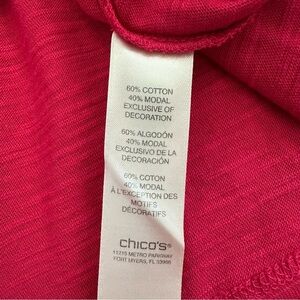 60% COTTON
40% MODAL
EXCLUSIVE OF
DECORATION
60% ALGODÓN
40% MODAL
EXCLUSIVO DE LA
DECORACIÓN
60% COTON
40% MODAL
À L'EXCEPTION DES
MOTIFS
DÉCORATIFS
chico's®
11215 METRO PARKWAY
FORT MYERS, FL 33966